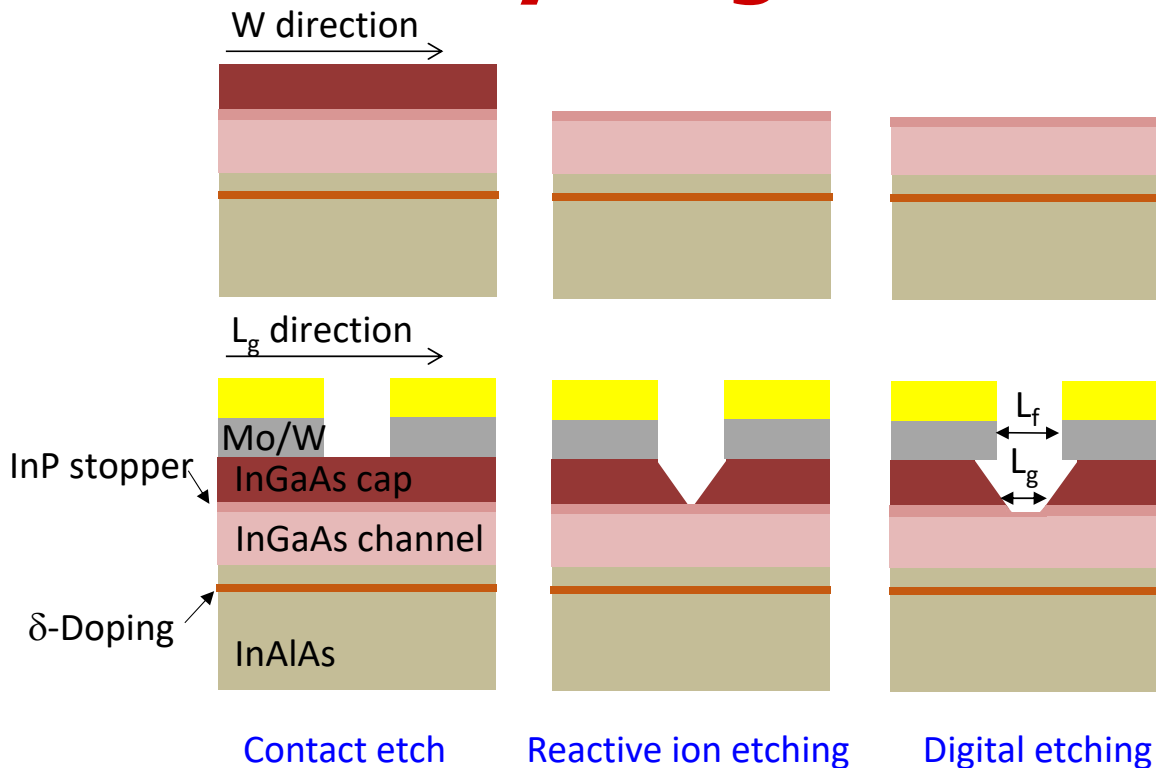 W direction
L_g direction
Mo/W
InP stopper
InGaAs cap
InGaAs channel
δ-Doping
InAlAs
L_f
L_g
Contact etch
Reactive ion etching
Digital etching